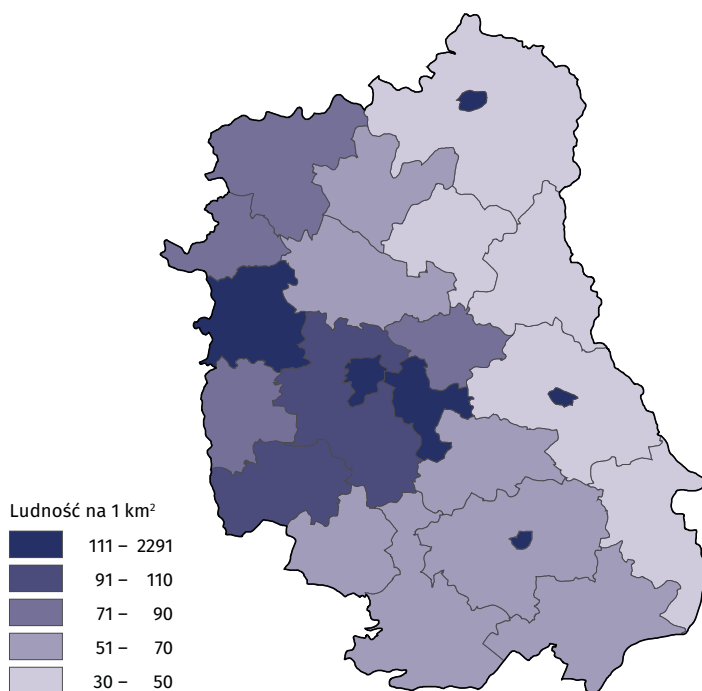 Ludność na 1 km²
111 – 2291
91 – 110
71 – 90
51 – 70
30 – 50